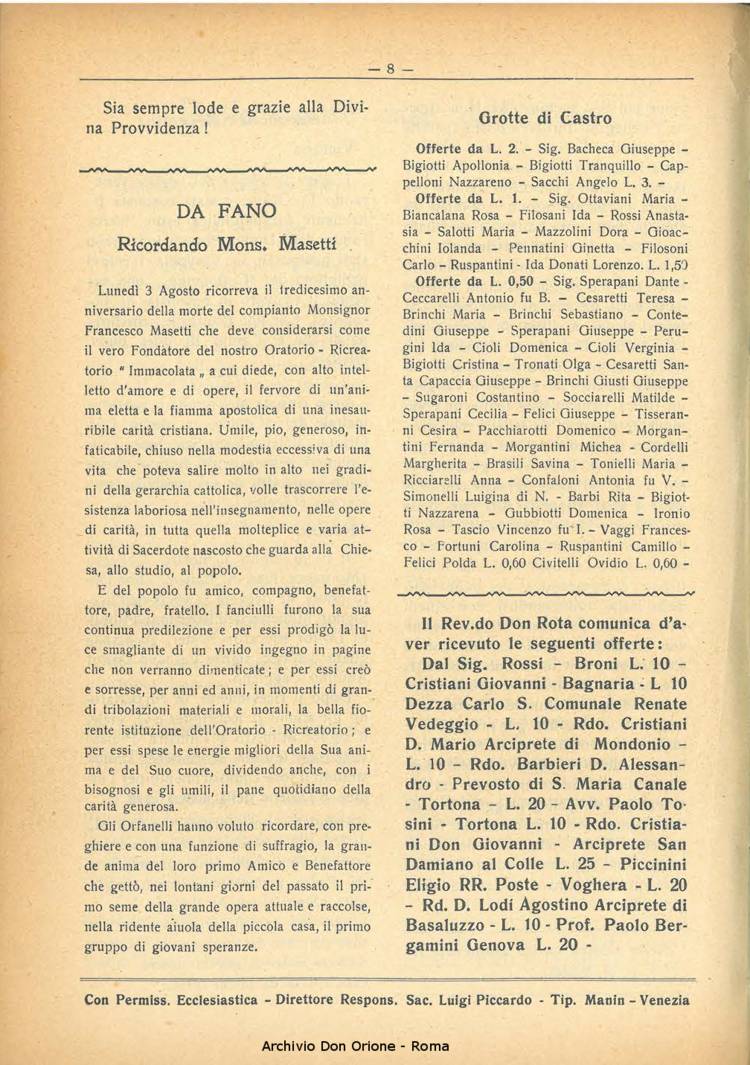 — 8 —
Sia sempre lode e grazie alla Divi-
na Provvidenza !
DA FANO
Ricordando Mons. Masetti
Lunedì 3 Agosto ricorreva il tredicesimo an-
niversario della morte del compianto Monsignor
Francesco Masetti che deve considerarsi come
il vero Fondatore del nostro Oratorio - Ricrea-
torio " Immacolata „ a cui diede, con alto intel-
letto d'amore e di opere, il fervore di un'ani-
ma eletta e la fiamma apostolica di una inesau-
ribile carità cristiana. Umile, pio, generoso, in-
faticabile, chiuso nella modestia eccessiva di una
vita che poteva salire molto in alto nei gradi-
ni della gerarchia cattolica, volle trascorrere l'e-
sistenza laboriosa nell'insegnamento, nelle opere
di carità, in tutta quella molteplice e varia at-
tività di Sacerdote nascosto che guarda alla Chie-
sa, allo studio, al popolo.
E del popolo fu amico, compagno, benefat-
tore, padre, fratello. I fanciulli furono la sua
continua predilezione e per essi prodigò la lu-
ce smagliante di un vivido ingegno in pagine
che non verranno dimenticate ; e per essi creò
e sorresse, per anni ed anni, in momenti di gran-
di tribolazioni materiali e morali, la bella fio-
rente istituzione dell'Oratorio - Ricreatorio ; e
per essi spese le energie migliori della Sua ani-
ma e del Suo cuore, dividendo anche, con i
bisognosi e gli umili, il pane quotidiano della
carità generosa.
Gli Orfanelli hanno voluto ricordare, con pre-
ghiere e con una funzione di suffragio, la gran-
de anima del loro primo Amico e Benefattore
che gettò, nei lontani giorni del passato il pri-
mo seme della grande opera attuale e raccolse,
nella ridente aiuola della piccola casa, il primo
gruppo di giovani speranze.
Grotte di Castro
Offerte da L. 2. - Sig. Bacheca Giuseppe -
Bigiotti Apollonia - Bigiotti Tranquillo - Cap-
pelloni Nazzareno - Sacchi Angelo L. 3. -
Offerte da L. 1. - Sig. Ottaviani Maria -
Biancalana Rosa - Filosani Ida - Rossi Anasta-
sia - Salotti Maria - Mazzolini Dora - Gioac-
chini Iolanda - Pennatini Ginetta - Filosoni
Carlo - Ruspantini - Ida Donati Lorenzo. L. 1,50
Offerte da L. 0,50 - Sig. Sperapani Dante -
Ceccarelli Antonio fu B. - Cesaretti Teresa -
Brinchi Maria - Brinchi Sebastiano - Conte-
dini Giuseppe - Sperapani Giuseppe - Peru-
gini Ida - Cioli Domenica - Cioli Verginia -
Bigiotti Cristina - Tronati Olga - Cesaretti San-
ta Capaccia Giuseppe - Brinchi Giusti Giuseppe
- Sugaroni Costantino - Socciarelli Matilde -
Sperapani Cecilia - Felici Giuseppe - Tisseran-
ni Cesira - Pacchiarotti Domenico - Morgan-
tini Fernanda - Morgantini Michea - Cordelli
Margherita - Brasili Savina - Tonielli Maria -
Ricciarelli Anna - Confaloni Antonia fu V. -
Simonelli Luigina di N. - Barbi Rita - Bigiot-
ti Nazzarena - Gubbiotti Domenica - Ironio
Rosa - Tascio Vincenzo fu I. - Vaggi Frances-
co - Fortuni Carolina - Ruspantini Camillo -
Felici Polda L. 0,60 Civitelli Ovidio L. 0,60 -
Il Rev.do Don Rota comunica d'a-
ver ricevuto le seguenti offerte :
Dal Sig. Rossi - Broni L. 10 -
Cristiani Giovanni - Bagnaria - L 10
Dezza Carlo S. Comunale Renate
Vedeggio - L. 10 - Rdo. Cristiani
D. Mario Arciprete di Mondonio -
L. 10 - Rdo. Barbieri D. Alessan-
dro - Prevosto di S. Maria Canale
- Tortona - L. 20 - Avv. Paolo To-
sini - Tortona L. 10 - Rdo. Cristia-
ni Don Giovanni - Arciprete San
Damiano al Colle L. 25 - Piccinini
Eligio RR. Poste - Voghera - L. 20
- Rd. D. Lodi Agostino Arciprete di
Basaluzzo - L. 10 - Prof. Paolo Ber-
gamini Genova L. 20 -
Con Permiss. Ecclesiastica - Direttore Respons. Sac. Luigi Piccardo - Tip. Manin - Venezia
Archivio Don Orione - Roma